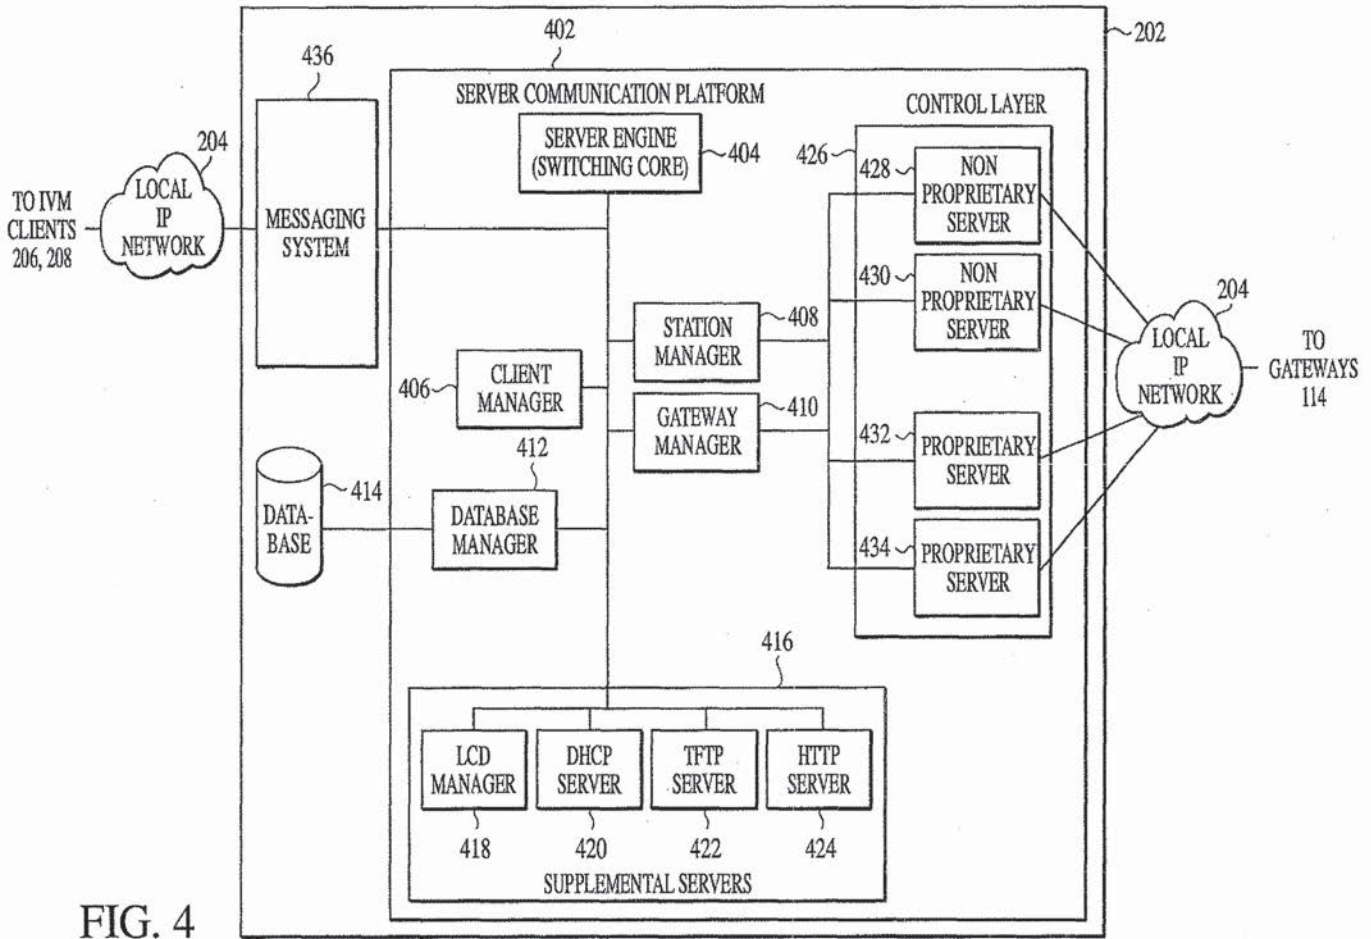 202
402
436
SERVER COMMUNICATION PLATFORM
CONTROL LAYER
SERVER ENGINE
(SWITCHING CORE)
404
426
428
NON
PROPRIETARY
SERVER
204
LOCAL
IP
NETWORK
TO IVM
CLIENTS
206, 208
MESSAGING
SYSTEM
430
NON
PROPRIETARY
SERVER
204
LOCAL
IP
NETWORK
TO
GATEWAYS
114
STATION
MANAGER
408
CLIENT
MANAGER
406
GATEWAY
MANAGER
410
432
PROPRIETARY
SERVER
412
DATABASE
MANAGER
414
DATA-
BASE
434
PROPRIETARY
SERVER
416
LCD
MANAGER
DHCP
SERVER
TFTP
SERVER
HTTP
SERVER
418
420
422
424
SUPPLEMENTAL SERVERS
FIG. 4